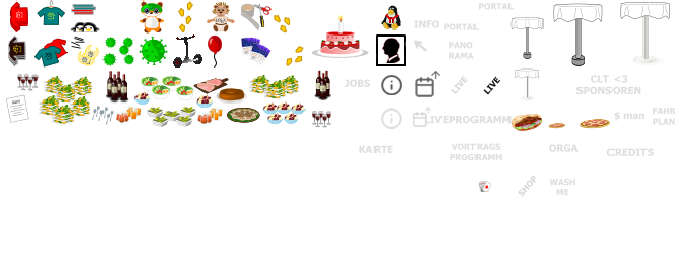 PORTAL
INFO
PORTAL
PANO
RAMA
JOBS
LIVE
LIVE
CLT <3
SPONSOREN
LIVEPROGRAMM
$ man
FAHR
PLAN
KARTE
VORTRAGS
PROGRAMM
ORGA
CREDITS
SHOP
WASH
ME